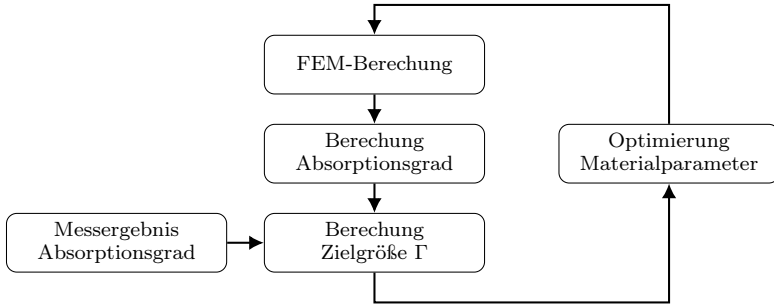 FEM-Berechung
Berechung
Absorptionsgrad
Optimierung
Materialparameter
Messergebnis
Absorptionsgrad
Berechung
Zielgröße Γ